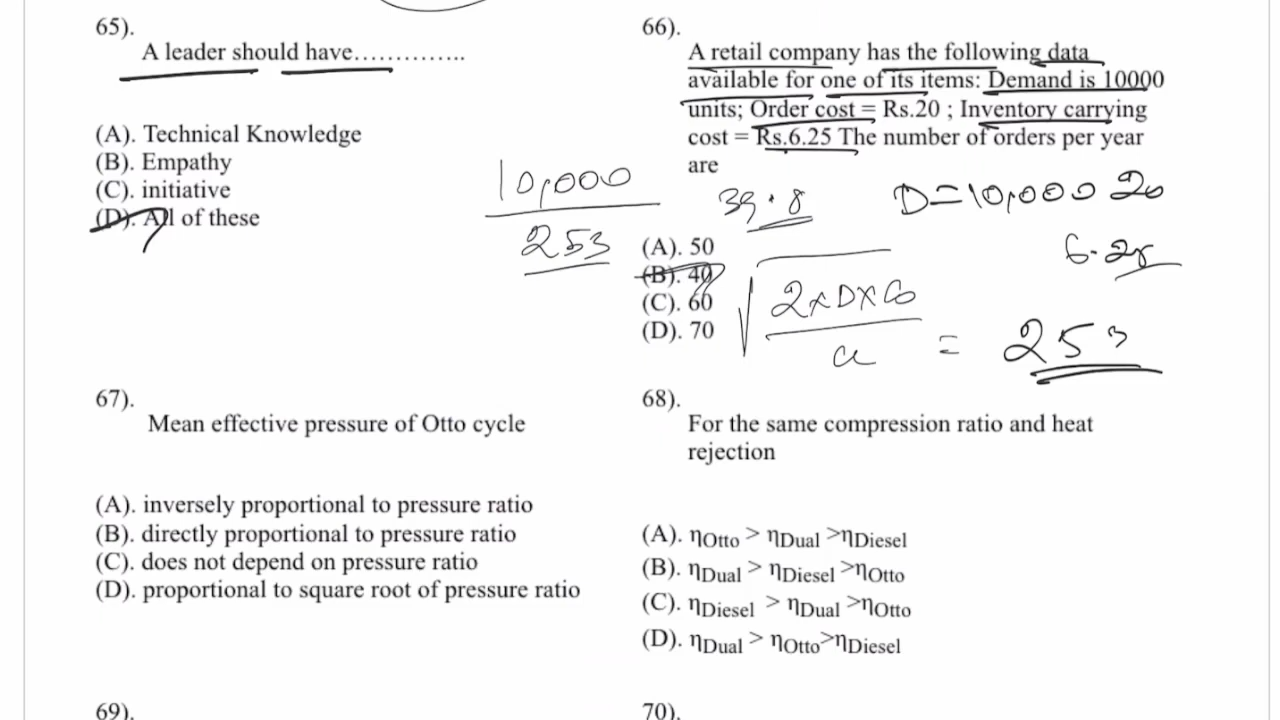 65).
A leader should have…………..
(A). Technical Knowledge
(B). Empathy
(C). initiative
(D). All of these
10,000
253
66).
A retail company has the following data
available for one of its items: Demand is 10000
units; Order cost = Rs.20 ; Inventory carrying
cost = Rs.6.25 The number of orders per year
are
39.8
D=10,000 20
6.25
(A). 50
(B). 40
(C). 60
(D). 70
√2×D×Co
= 253
67).
Mean effective pressure of Otto cycle
(A). inversely proportional to pressure ratio
(B). directly proportional to pressure ratio
(C). does not depend on pressure ratio
(D). proportional to square root of pressure ratio
68).
For the same compression ratio and heat
rejection
(A). ηOtto > ηDual >ηDiesel
(B). ηDual > ηDiesel >ηOtto
(C). ηDiesel > ηDual >ηOtto
(D). ηDual > ηOtto>ηDiesel
69).
70).